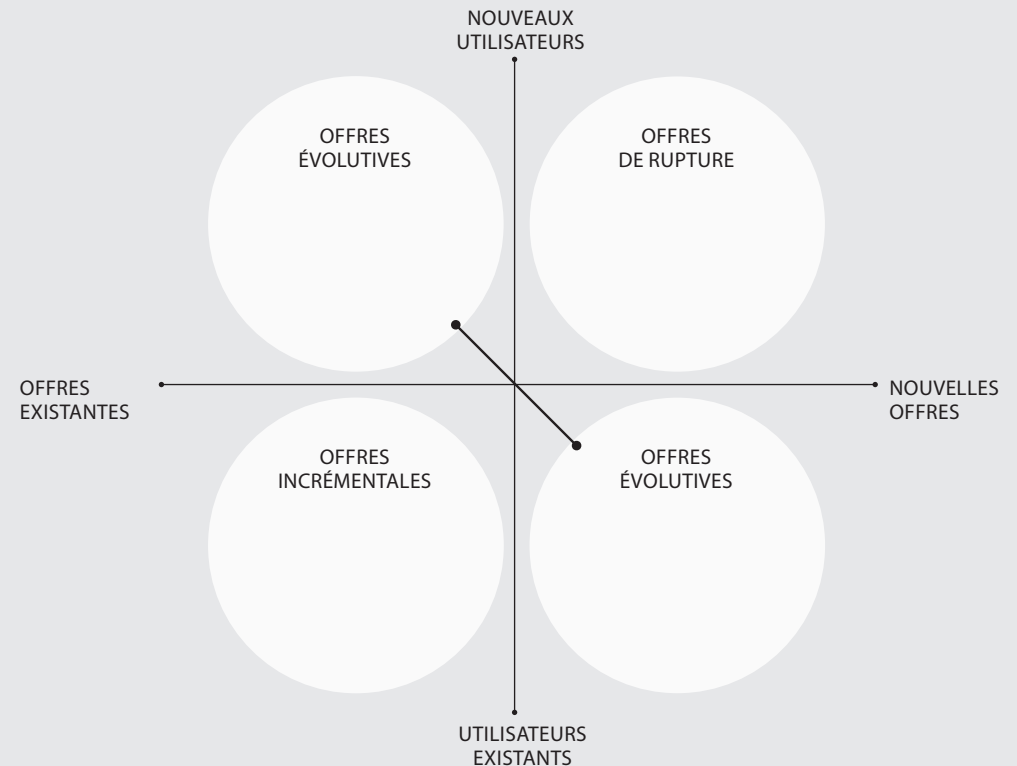 NOUVEAUX
UTILISATEURS
OFFRES
ÉVOLUTIVES
OFFRES
DE RUPTURE
OFFRES
EXISTANTES
NOUVELLES
OFFRES
OFFRES
INCRÉMENTALES
OFFRES
ÉVOLUTIVES
UTILISATEURS
EXISTANTS